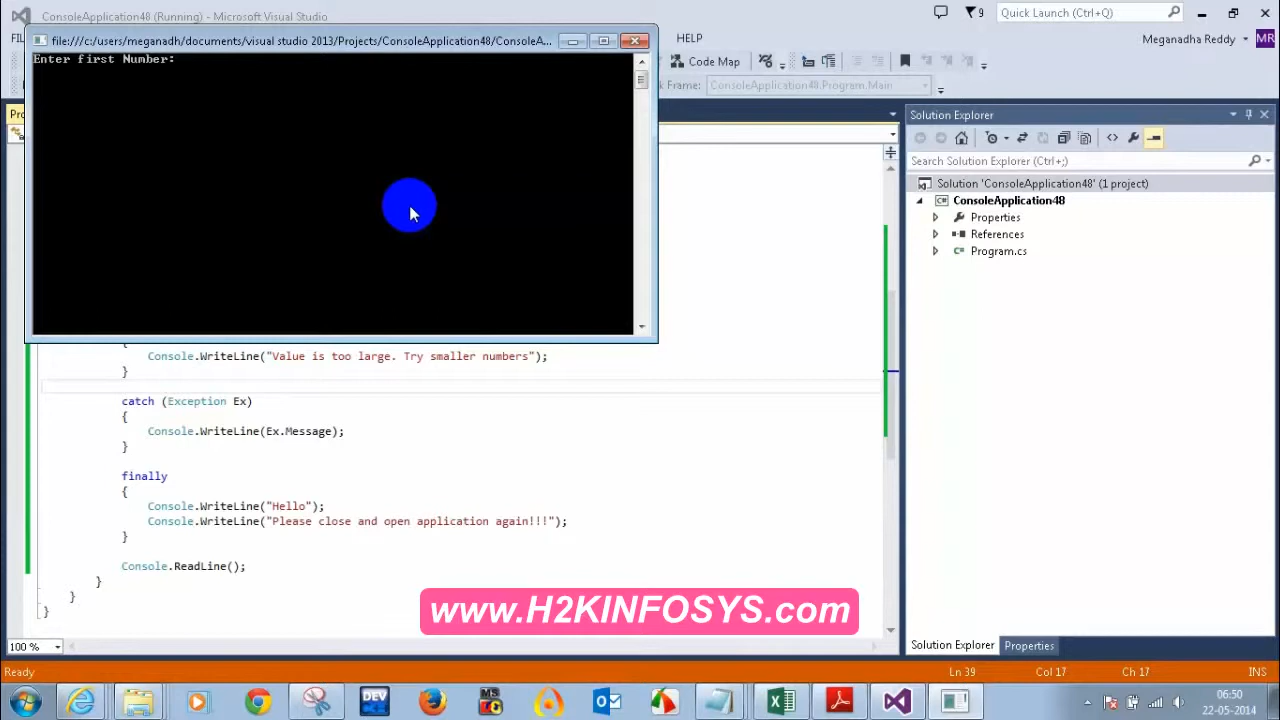 ConsoleApplication48 (Running) - Microsoft Visual Studio
9
Quick Launch (Ctrl+Q)
file:///c:/users/meganadh/documents/visual studio 2013/Projects/ConsoleApplication48/ConsoleA...
HELP
Meganadha Reddy
MR
Enter first Number:
Code Map
ConsoleApplication48.Program.Main
Solution Explorer
Search Solution Explorer (Ctrl+;)
Solution 'ConsoleApplication48' (1 project)
ConsoleApplication48
Properties
References
Program.cs
{
Console.WriteLine("Value is too large. Try smaller numbers");
}
catch (Exception Ex)
{
Console.WriteLine(Ex.Message);
}
finally
{
Console.WriteLine("Hello");
Console.WriteLine("Please close and open application again!!!");
}
Console.ReadLine();
}
}
}
www.H2KINFOSYS.com
100 %
Solution Explorer
Properties
Ready
Ln 39
Col 17
Ch 17
INS
DEV
MS
06:50
22-05-2014